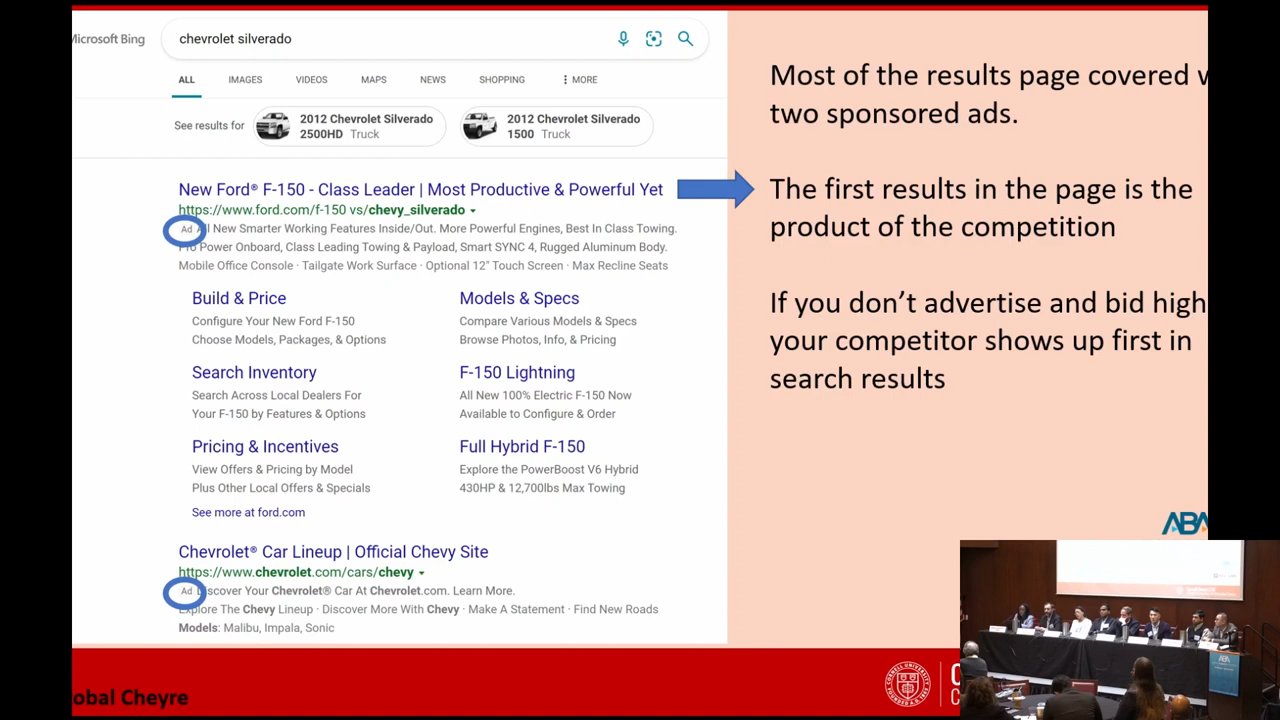 Microsoft Bing
chevrolet silverado
ALL IMAGES VIDEOS MAPS NEWS SHOPPING MORE
See results for
2012 Chevrolet Silverado
2500HD Truck
2012 Chevrolet Silverado
1500 Truck
New Ford® F-150 - Class Leader | Most Productive & Powerful Yet
https://www.ford.com/f-150 vs/chevy_silverado
Ad All New Smarter Working Features Inside/Out. More Powerful Engines, Best In Class Towing.
Pro Power Onboard, Class Leading Towing & Payload, Smart SYNC 4, Rugged Aluminum Body.
Mobile Office Console · Tailgate Work Surface · Optional 12" Touch Screen · Max Recline Seats
Build & Price
Configure Your New Ford F-150
Choose Models, Packages, & Options
Models & Specs
Compare Various Models & Specs
Browse Photos, Info, & Pricing
Search Inventory
Search Across Local Dealers For
Your F-150 by Features & Options
F-150 Lightning
All New 100% Electric F-150 Now
Available to Configure & Order
Pricing & Incentives
View Offers & Pricing by Model
Plus Other Local Offers & Specials
Full Hybrid F-150
Explore the PowerBoost V6 Hybrid
430HP & 12,700lbs Max Towing
See more at ford.com
Chevrolet® Car Lineup | Official Chevy Site
https://www.chevrolet.com/cars/chevy
Ad Discover Your Chevrolet® Car At Chevrolet.com. Learn More.
Explore The Chevy Lineup · Discover More With Chevy · Make A Statement · Find New Roads
Models: Malibu, Impala, Sonic
Most of the results page covered w
two sponsored ads.
The first results in the page is the
product of the competition
If you don't advertise and bid high
your competitor shows up first in
search results
ABA
obal Cheyre
ABA